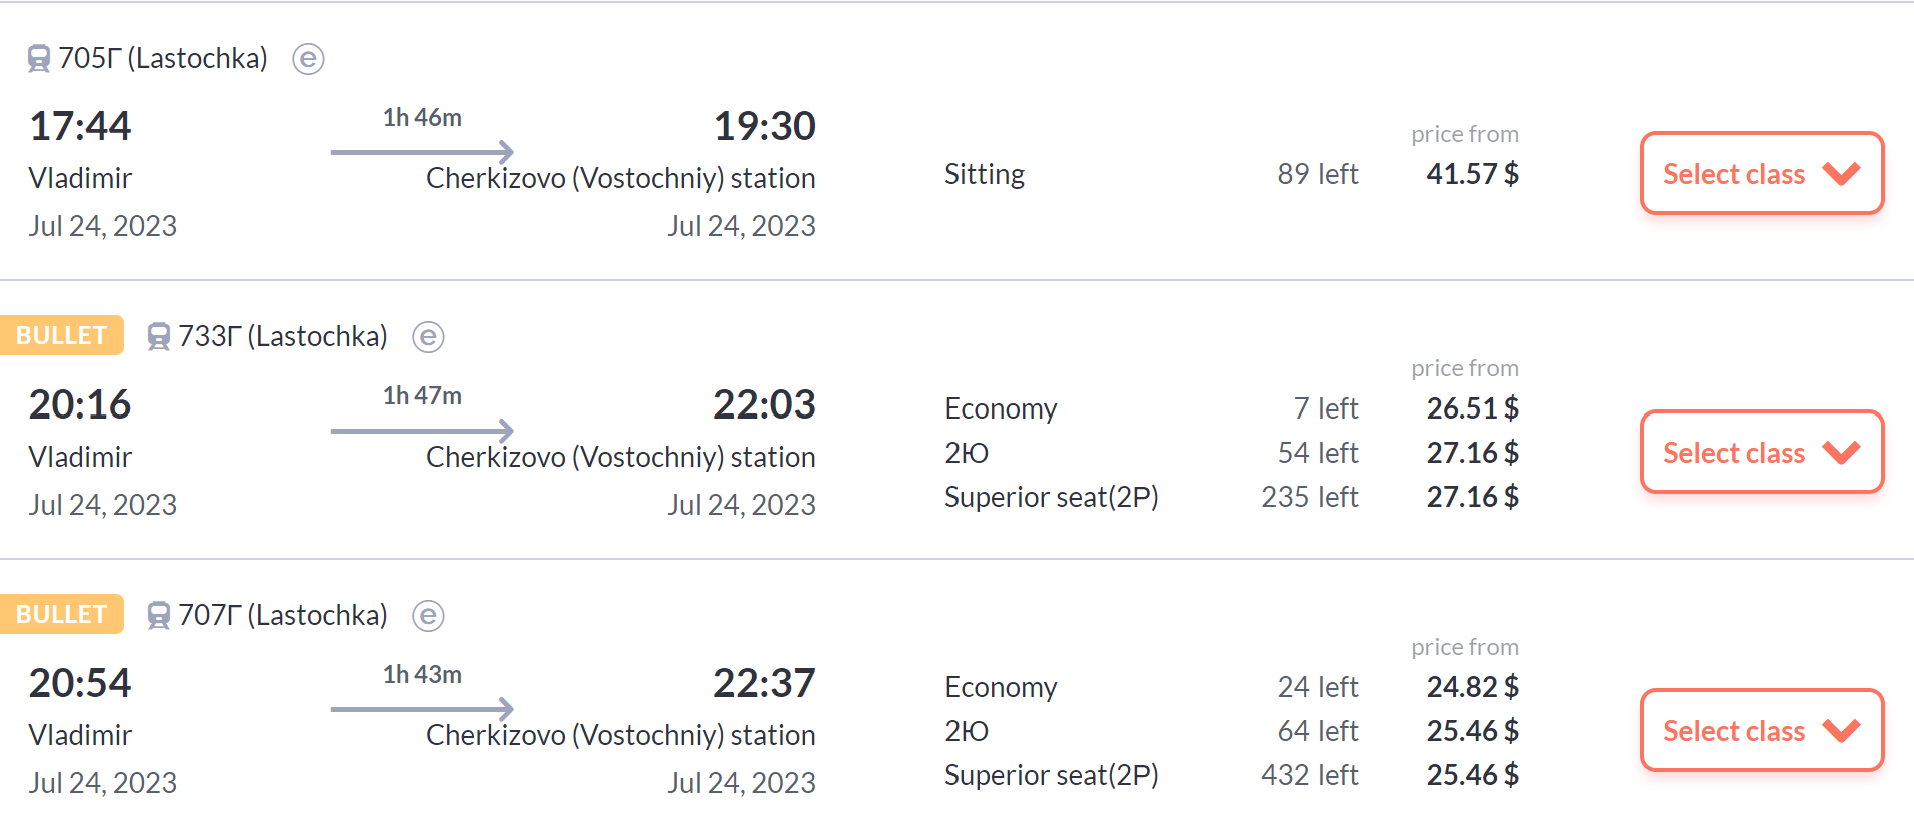 705Г (Lastochka) e
17:44 1h 46m 19:30
Vladimir Cherkizovo (Vostochniy) station
Jul 24, 2023 Jul 24, 2023
price from
Sitting 89 left 41.57 $
Select class
BULLET 733Г (Lastochka) e
20:16 1h 47m 22:03
Vladimir Cherkizovo (Vostochniy) station
Jul 24, 2023 Jul 24, 2023
price from
Economy 7 left 26.51 $
2Ю 54 left 27.16 $
Superior seat(2Р) 235 left 27.16 $
Select class
BULLET 707Г (Lastochka) e
20:54 1h 43m 22:37
Vladimir Cherkizovo (Vostochniy) station
Jul 24, 2023 Jul 24, 2023
price from
Economy 24 left 24.82 $
2Ю 64 left 25.46 $
Superior seat(2Р) 432 left 25.46 $
Select class